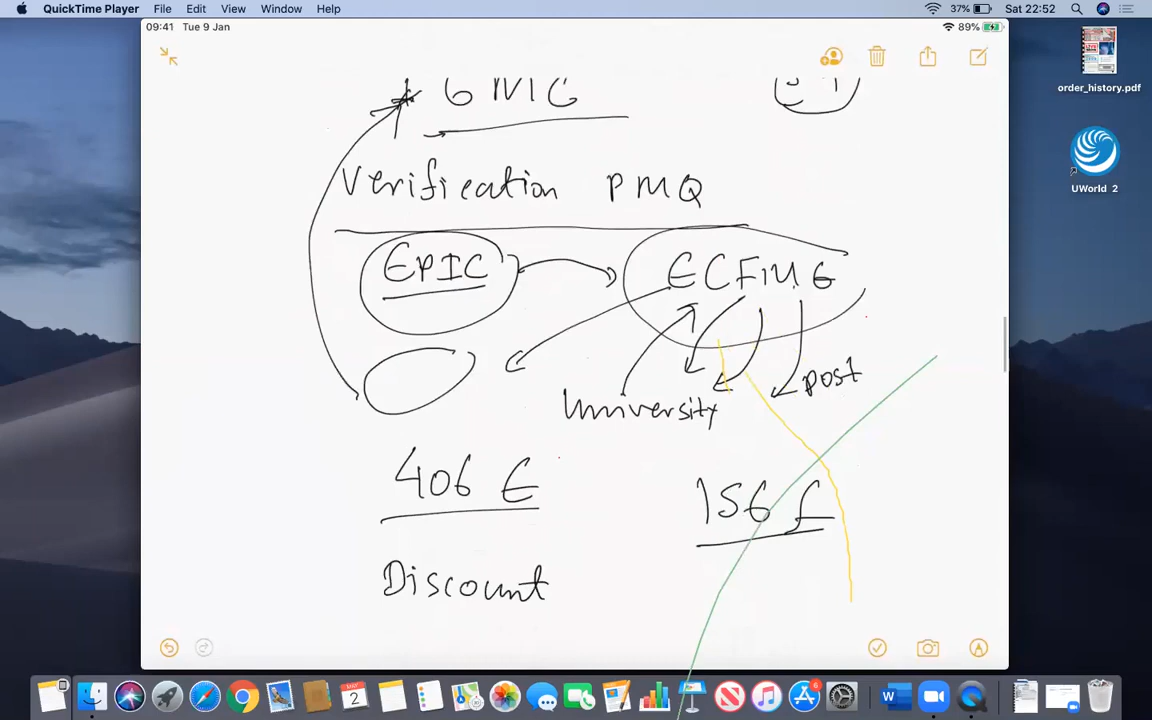 QuickTime Player File Edit View Window Help 37% Sat 22:52
09:41 Tue 9 Jan 89%
order_history.pdf
UWorld 2
Verification PMQ
EPIC ECFMG
University post
406 € 156 £
Discount